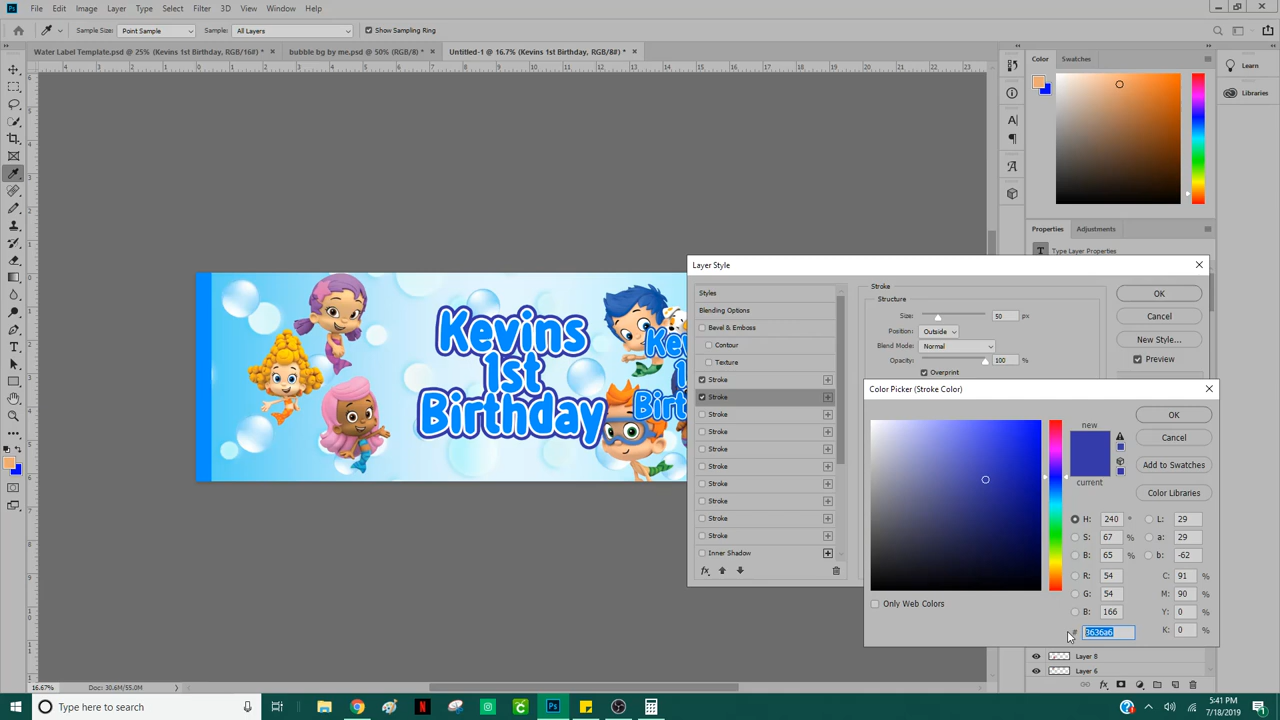 Ps File Edit Image Layer Type Select Filter 3D View Window Help
Sample Size: Point Sample Sample: All Layers Show Sampling Ring
Water Label Template.psd @ 25% (Kevins 1st Birthday, RGB/16#) * × bubble bg by me.psd @ 50% (RGB/8) * × Untitled-1 @ 16.7% (Kevins 1st Birthday, RGB/8#) * ×
Color Swatches
Learn
Libraries
Properties Adjustments
Type Layer Properties
Kevins
1st
Birthday
Layer Style
Styles
Blending Options
Bevel & Emboss
Contour
Texture
Stroke
Stroke
Stroke
Stroke
Stroke
Stroke
Stroke
Stroke
Stroke
Stroke
Inner Shadow
fx
Stroke
Structure
Size: 50 px
Position: Outside
Blend Mode: Normal
Opacity: 100 %
Overprint
OK
Cancel
New Style...
Preview
Color Picker (Stroke Color)
new
current
OK
Cancel
Add to Swatches
Color Libraries
H: 240 ° L: 29
S: 67 % a: 29
B: 65 % b: -62
R: 54 C: 91 %
G: 54 M: 90 %
B: 166 Y: 0 %
# 3636a6 K: 0 %
Only Web Colors
Layer 8
Layer 6
16.67% Doc: 30.6M/55.0M
Type here to search
5:41 PM
7/18/2019